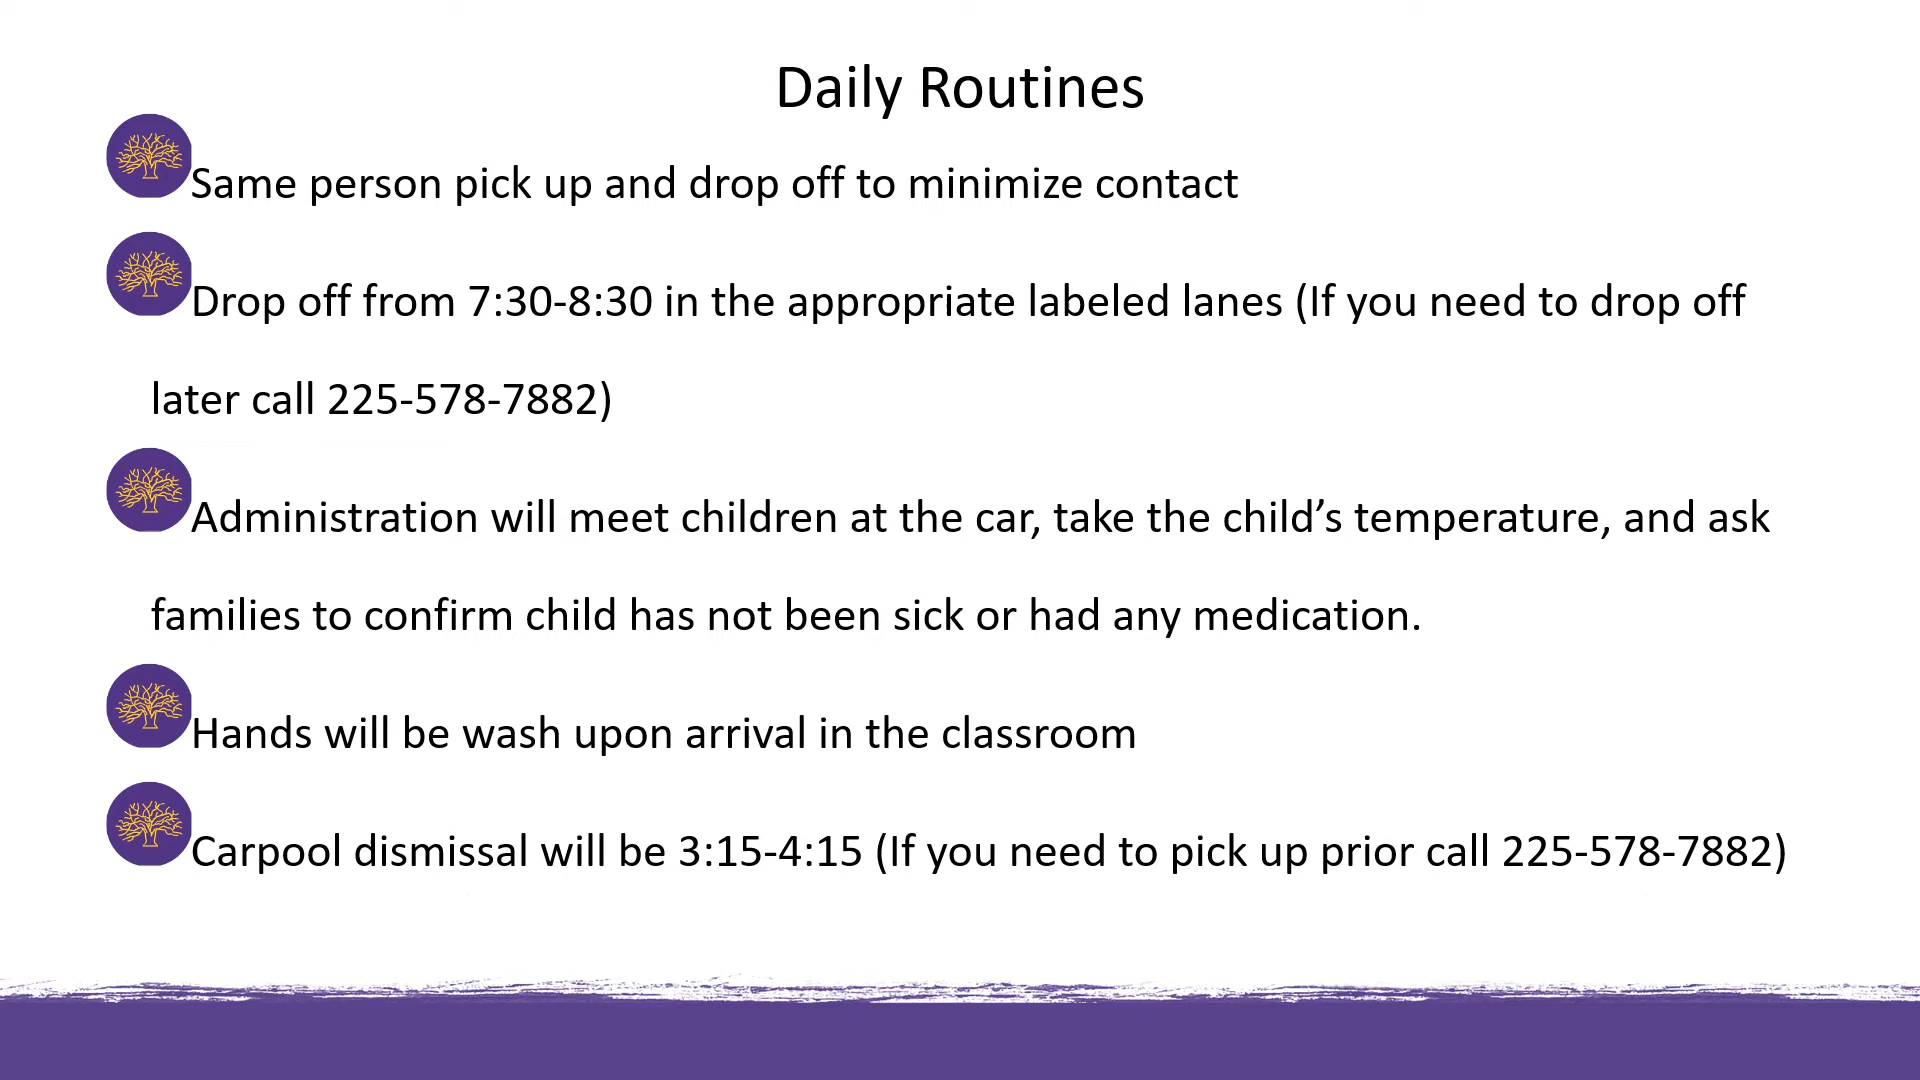 Daily Routines
Same person pick up and drop off to minimize contact
Drop off from 7:30-8:30 in the appropriate labeled lanes (If you need to drop off
later call 225-578-7882)
Administration will meet children at the car, take the child’s temperature, and ask
families to confirm child has not been sick or had any medication.
Hands will be wash upon arrival in the classroom
Carpool dismissal will be 3:15-4:15 (If you need to pick up prior call 225-578-7882)